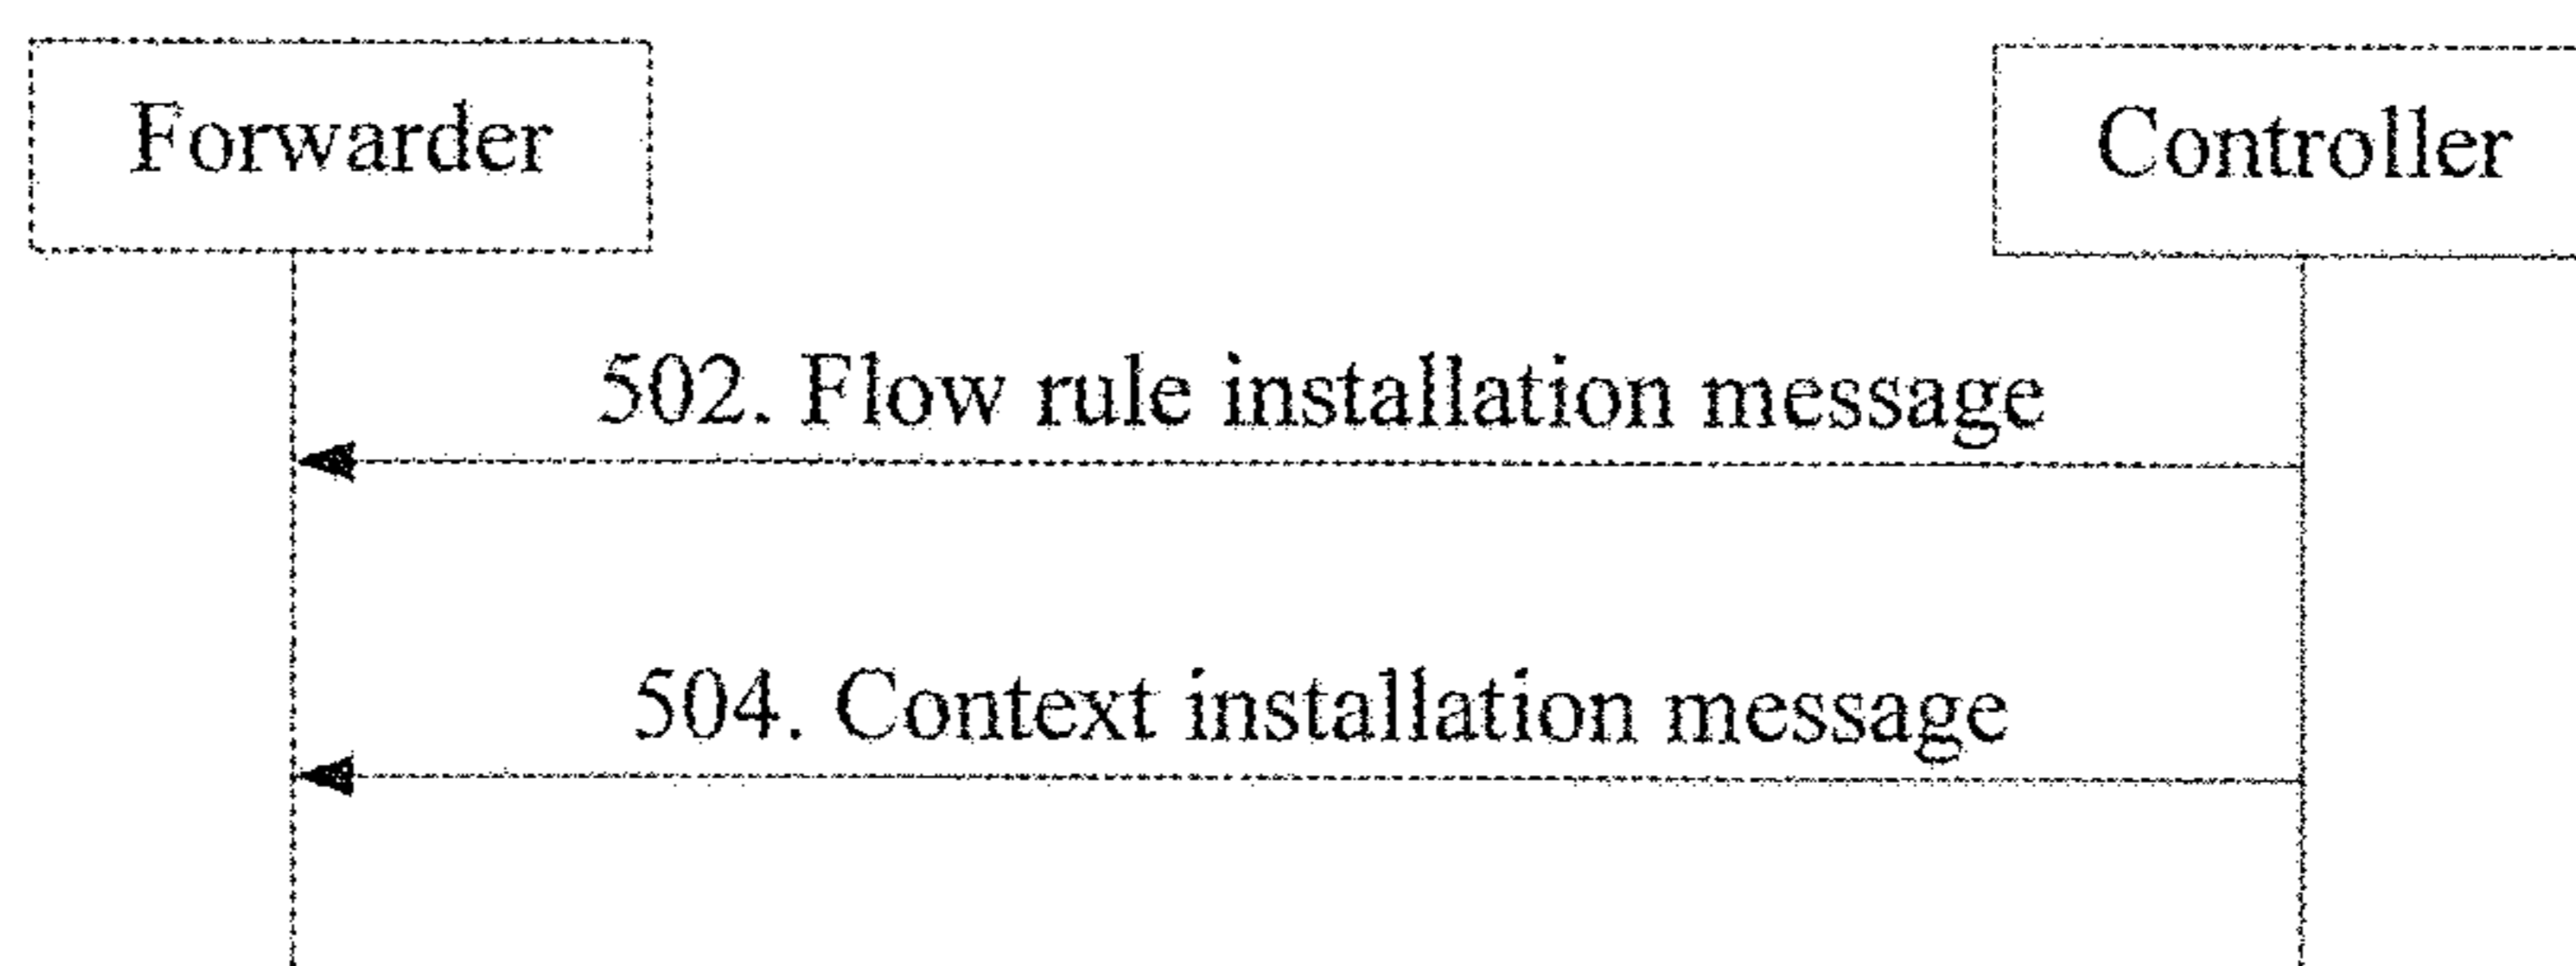 Forwarder
Controller
502. Flow rule installation message
504. Context installation message